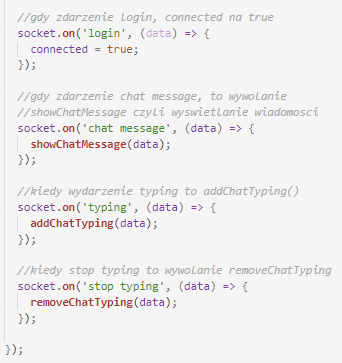 //gdy zdarzenie login, connected na true
socket.on('login', (data) => {
connected = true;
});
//gdy zdarzenie chat message, to wywolanie
//showChatMessage czyli wyswietlanie wiadomosci
socket.on('chat message', (data) => {
showChatMessage(data);
});
//kiedy wydarzenie typing to addChatTyping()
socket.on('typing', (data) => {
addChatTyping(data);
});
//kiedy stop typing to wywolanie removeChatTyping
socket.on('stop typing', (data) => {
removeChatTyping(data);
});
});